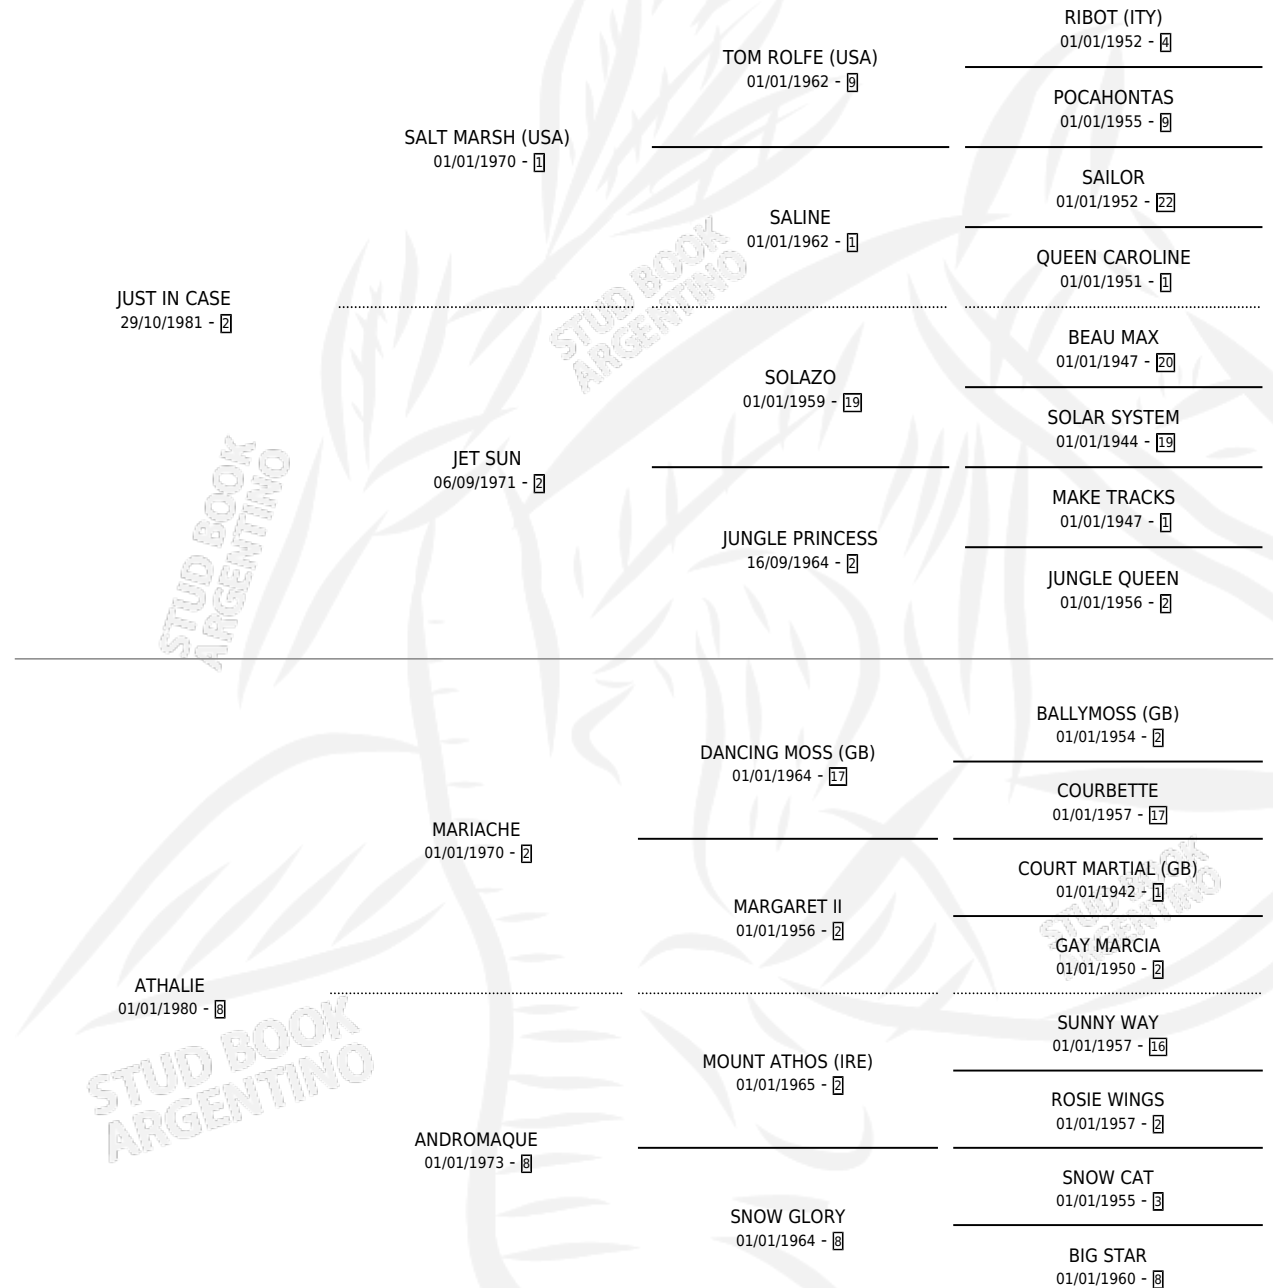 JUST IN CASE
29/10/1981 - 2
SALT MARSH (USA)
01/01/1970 - 1
JET SUN
06/09/1971 - 2
TOM ROLFE (USA)
01/01/1962 - 9
SALINE
01/01/1962 - 1
SOLAZO
01/01/1959 - 19
JUNGLE PRINCESS
16/09/1964 - 2
RIBOT (ITY)
01/01/1952 - 4
POCAHONTAS
01/01/1955 - 9
SAILOR
01/01/1952 - 22
QUEEN CAROLINE
01/01/1951 - 1
BEAU MAX
01/01/1947 - 20
SOLAR SYSTEM
01/01/1944 - 19
MAKE TRACKS
01/01/1947 - 1
JUNGLE QUEEN
01/01/1956 - 2
ATHALIE
01/01/1980 - 8
MARIACHE
01/01/1970 - 2
ANDROMAQUE
01/01/1973 - 8
DANCING MOSS (GB)
01/01/1964 - 17
MARGARET II
01/01/1956 - 2
MOUNT ATHOS (IRE)
01/01/1965 - 2
SNOW GLORY
01/01/1964 - 8
BALLYMOSS (GB)
01/01/1954 - 2
COURBETTE
01/01/1957 - 17
COURT MARTIAL (GB)
01/01/1942 - 1
GAY MARCIA
01/01/1950 - 2
SUNNY WAY
01/01/1957 - 16
ROSIE WINGS
01/01/1957 - 2
SNOW CAT
01/01/1955 - 3
BIG STAR
01/01/1960 - 8
STUD BOOK
ARGENTINO
STUD BOOK
ARGENTINO
STUD BOOK
ARGENTINO
STUD BOOK
ARGENTINO